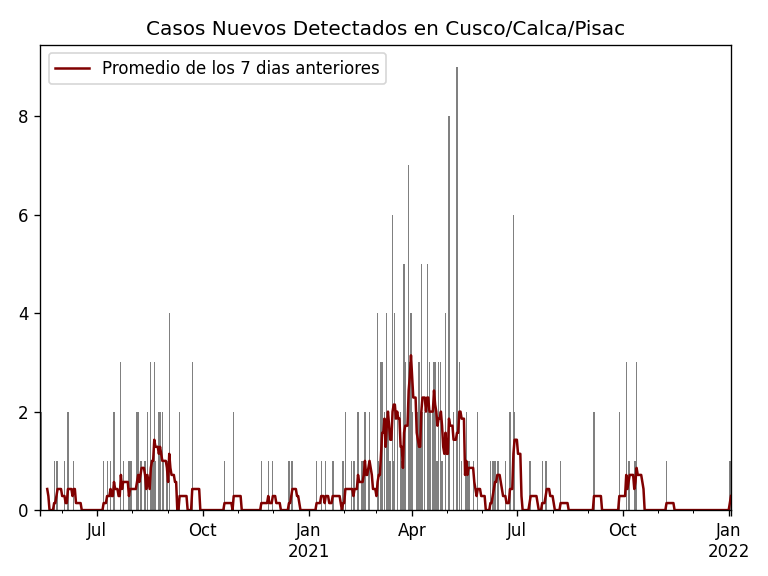 Casos Nuevos Detectados en Cusco/Calca/Pisac
Promedio de los 7 dias anteriores
8
6
4
2
0
Jul
Oct
Jan
2021
Apr
Jul
Oct
Jan
2022